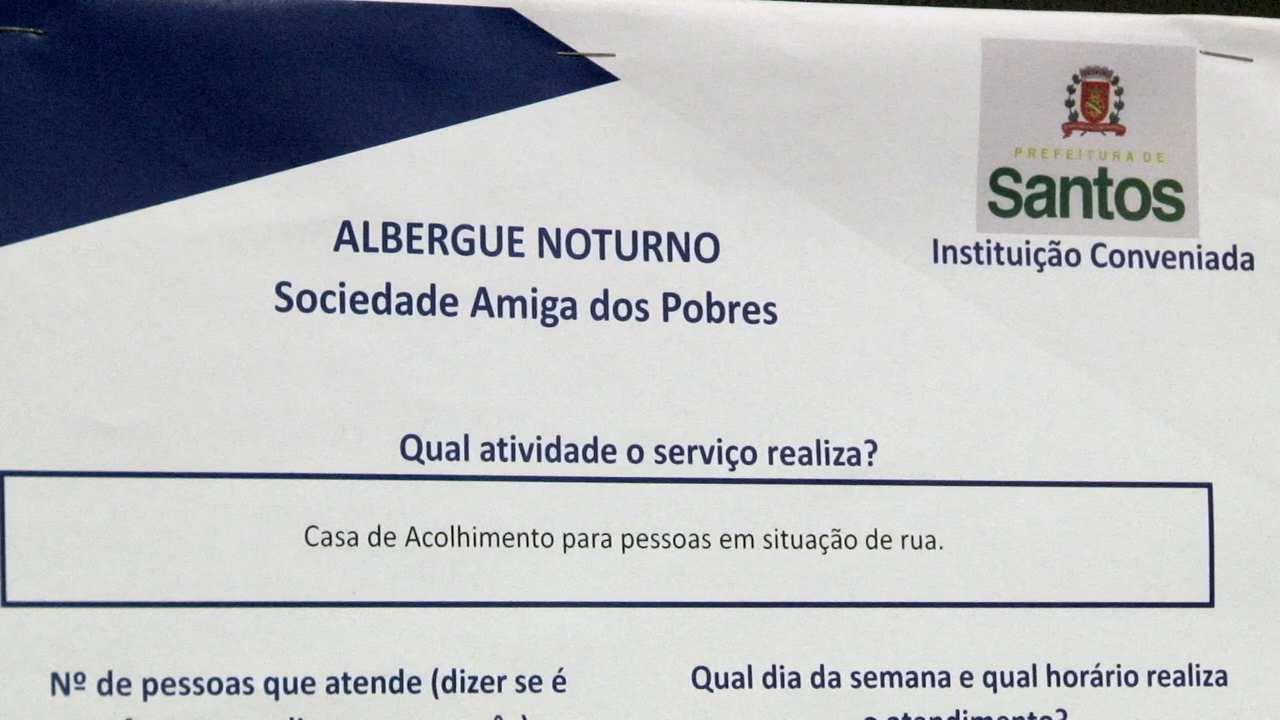 PREFEITURA DE
Santos
Instituição Conveniada
ALBERGUE NOTURNO
Sociedade Amiga dos Pobres
Qual atividade o serviço realiza?
Casa de Acolhimento para pessoas em situação de rua.
Nº de pessoas que atende (dizer se é
Qual dia da semana e qual horário realiza
o atendimento?